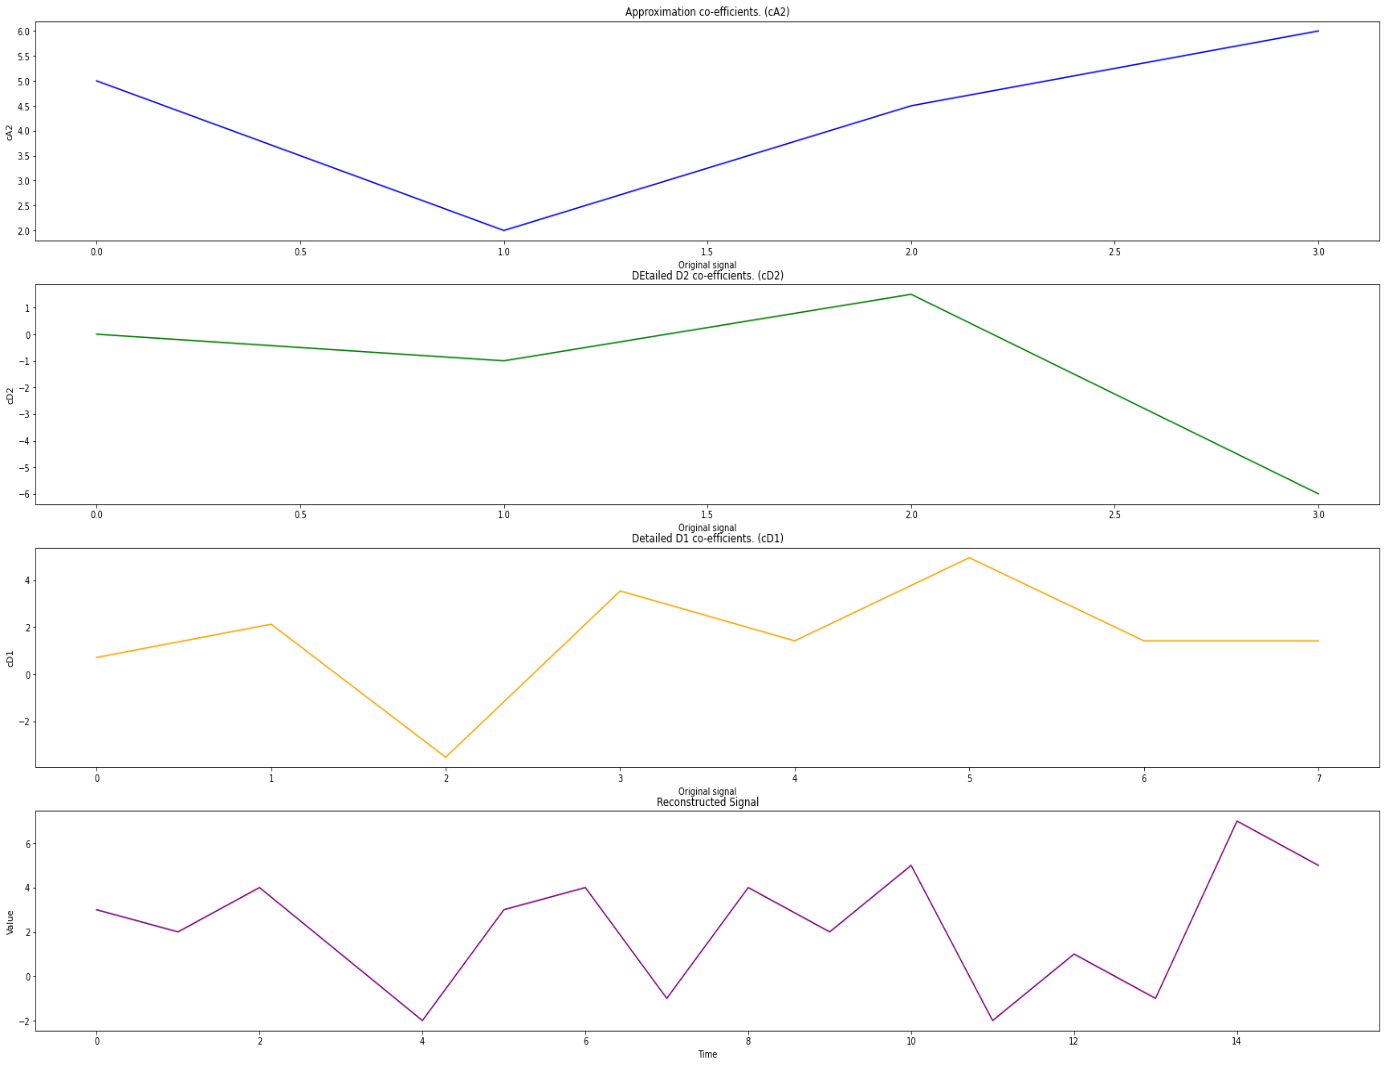 Approximation co-efficients. (cA2)
cA2
6.0
5.5
5.0
4.5
4.0
3.5
3.0
2.5
2.0
0.0 0.5 1.0 1.5 2.0 2.5 3.0
Original signal
DEtailed D2 co-efficients. (cD2)
cD2
1
0
−1
−2
−3
−4
−5
−6
0.0 0.5 1.0 1.5 2.0 2.5 3.0
Original signal
Detailed D1 co-efficients. (cD1)
cD1
4
2
0
−2
0 1 2 3 4 5 6 7
Original signal
Reconstructed Signal
Value
6
4
2
0
−2
0 2 4 6 8 10 12 14
Time